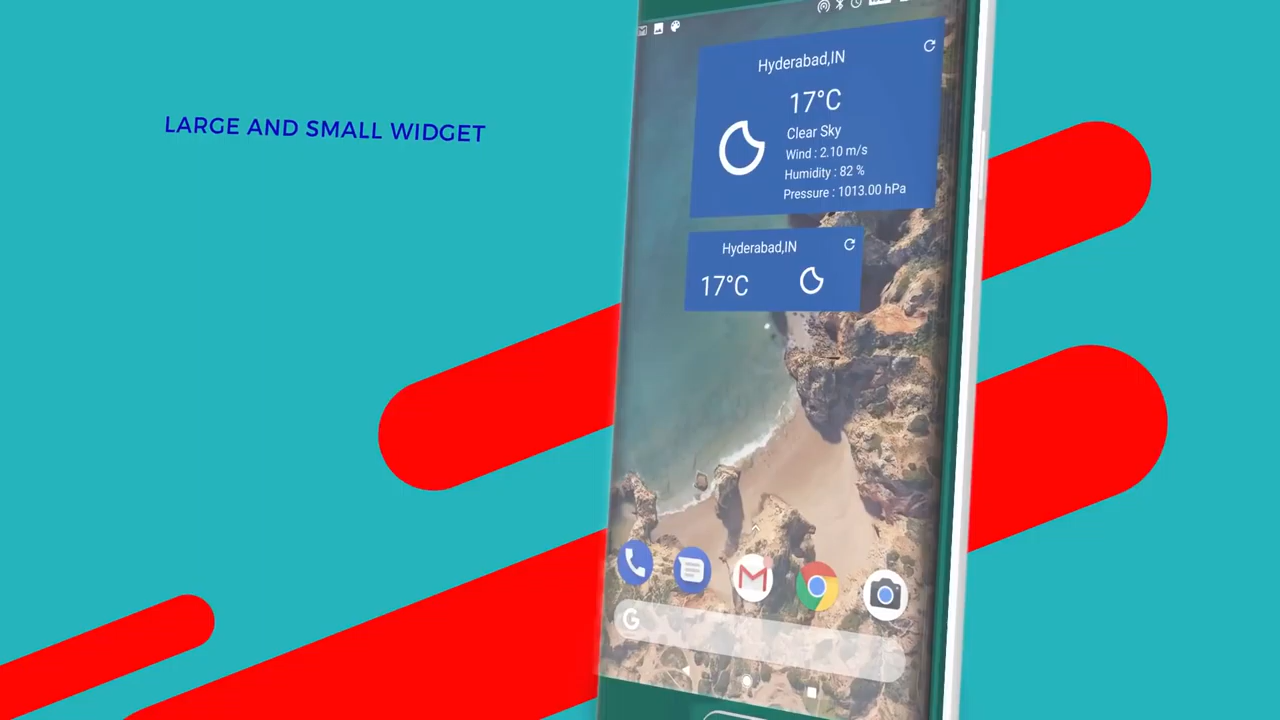 LARGE AND SMALL WIDGET
Hyderabad,IN
17°C
Clear Sky
Wind : 2.10 m/s
Humidity : 82 %
Pressure : 1013.00 hPa
Hyderabad,IN
17°C
G